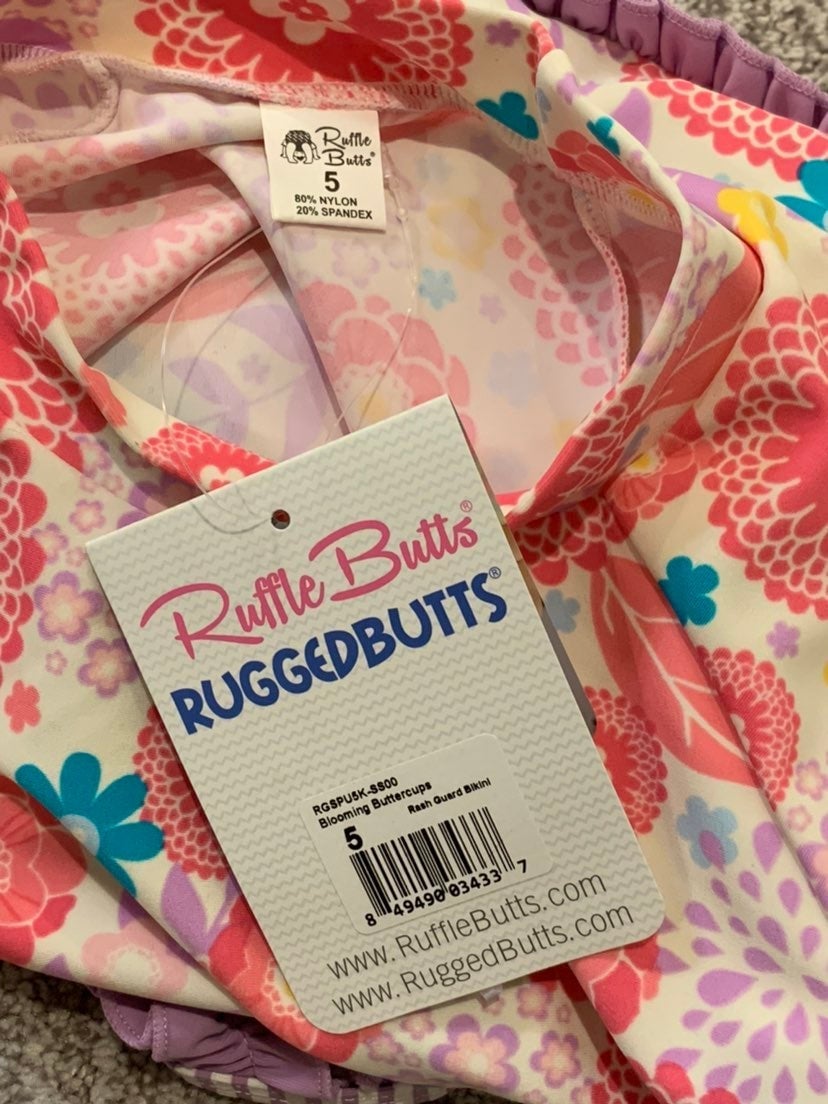 Ruffle
Butts®
5
80% NYLON
20% SPANDEX
Ruffle Butts®
RUGGEDBUTTS®
RGSPU5K-SS00
Blooming Buttercups
Rash Guard Bikini
5
8 49490 03433 7
www.RuffleButts.com
www.RuggedButts.com